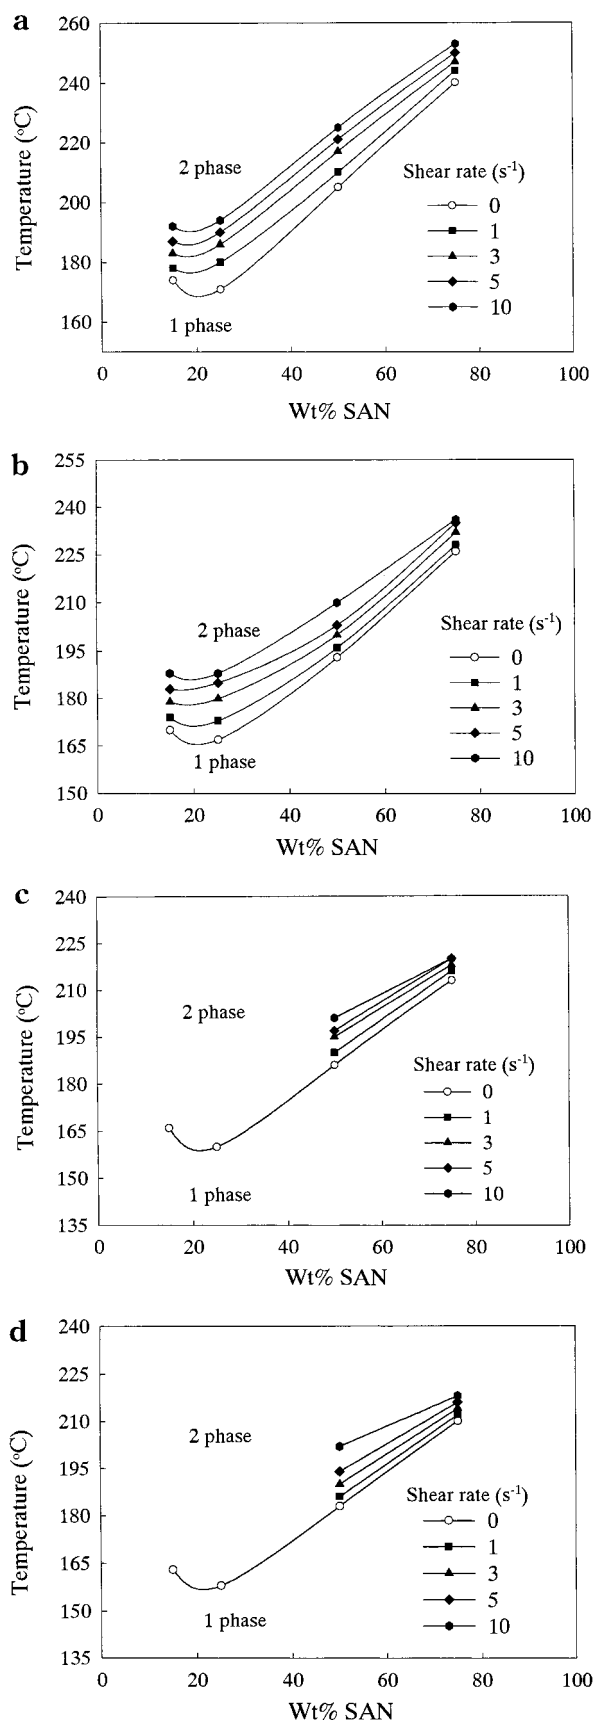 a
260
240
220
200
180
160
Temperature (°C)
2 phase
1 phase
Shear rate (s⁻¹)
0
1
3
5
10
0 20 40 60 80 100
Wt% SAN
b
255
240
225
210
195
180
165
150
Temperature (°C)
2 phase
1 phase
Shear rate (s⁻¹)
0
1
3
5
10
0 20 40 60 80 100
Wt% SAN
c
240
225
210
195
180
165
150
135
Temperature (°C)
2 phase
1 phase
Shear rate (s⁻¹)
0
1
3
5
10
0 20 40 60 80 100
Wt% SAN
d
240
225
210
195
180
165
150
135
Temperature (°C)
2 phase
1 phase
Shear rate (s⁻¹)
0
1
3
5
10
0 20 40 60 80 100
Wt% SAN